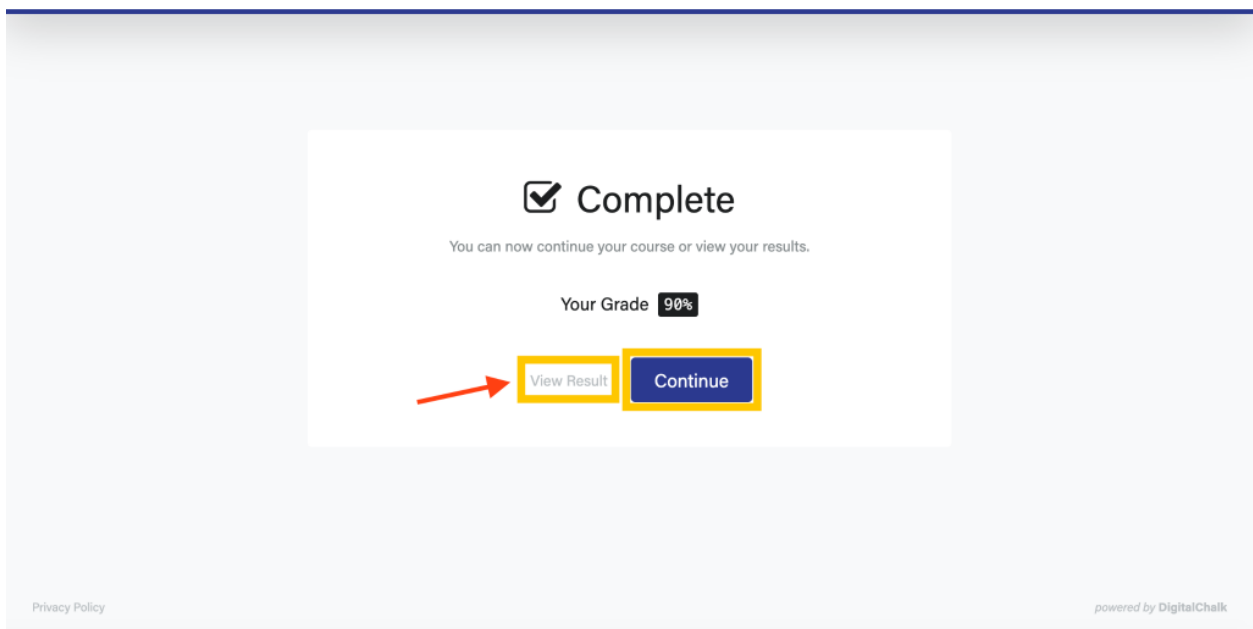 Complete
You can now continue your course or view your results.
Your Grade 90%
View Result Continue
Privacy Policy powered by DigitalChalk